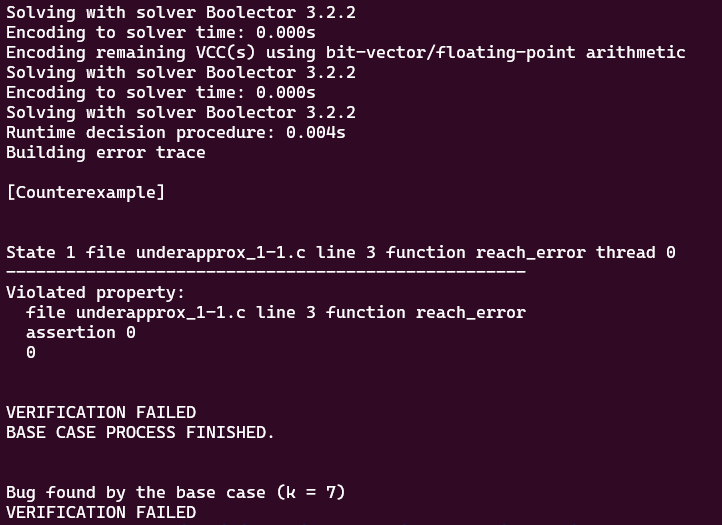 Solving with solver Boolector 3.2.2
Encoding to solver time: 0.000s
Encoding remaining VCC(s) using bit-vector/floating-point arithmetic
Solving with solver Boolector 3.2.2
Encoding to solver time: 0.000s
Solving with solver Boolector 3.2.2
Runtime decision procedure: 0.004s
Building error trace
[Counterexample]
State 1 file underapprox_1-1.c line 3 function reach_error thread 0
----------------------------------------------------
Violated property:
  file underapprox_1-1.c line 3 function reach_error
  assertion 0
  0
VERIFICATION FAILED
BASE CASE PROCESS FINISHED.
Bug found by the base case (k = 7)
VERIFICATION FAILED